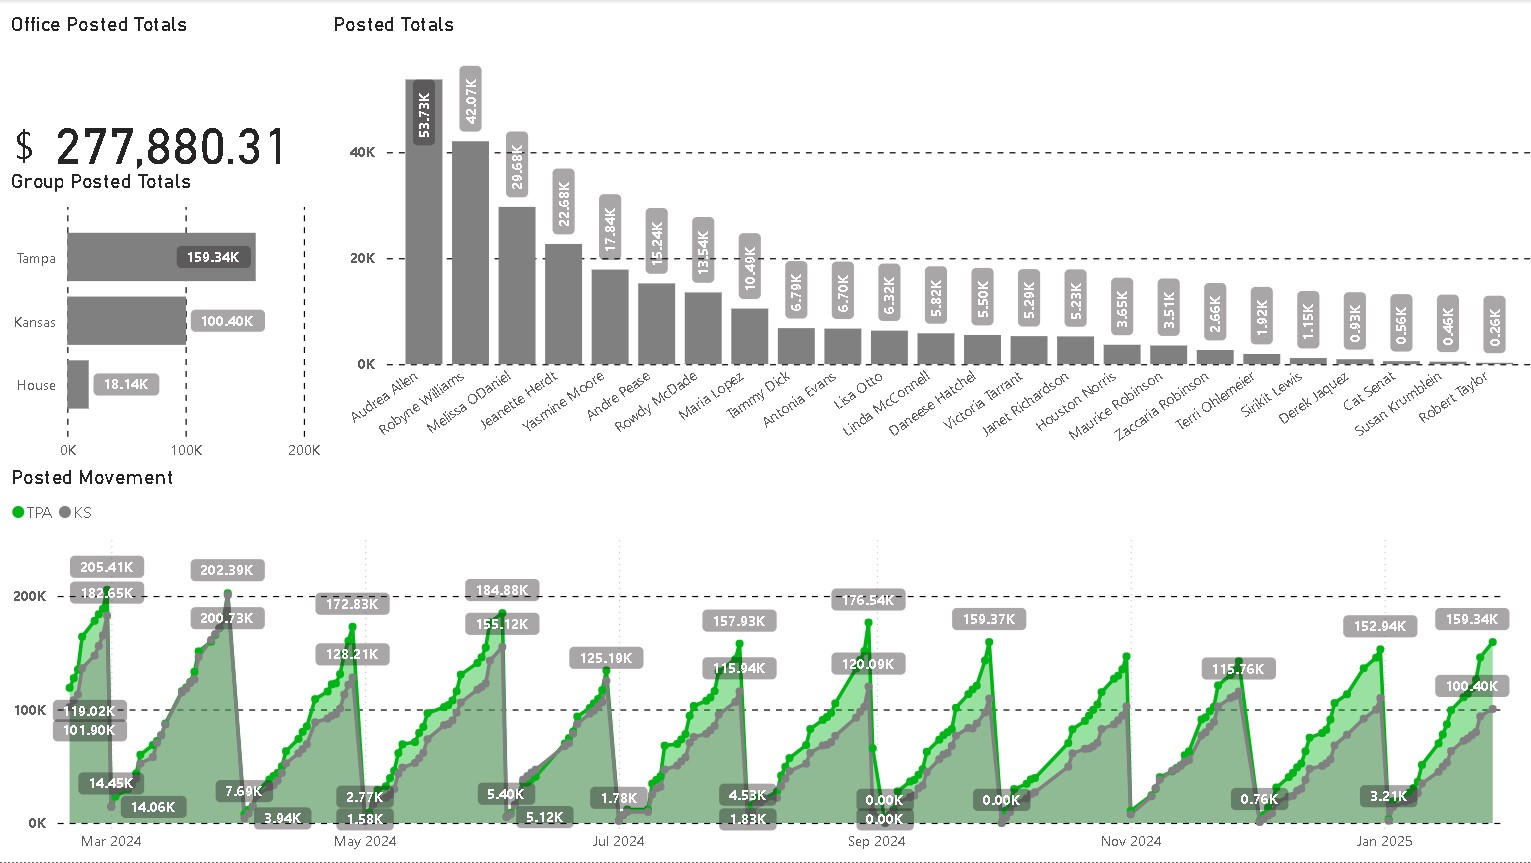 Office Posted Totals
$ 277,880.31
Group Posted Totals
Tampa
159.34K
Kansas
100.40K
House
18.14K
0K
100K
200K
Posted Totals
40K
20K
0K
53.73K
42.07K
29.68K
22.68K
17.84K
15.24K
13.54K
10.49K
6.79K
6.70K
6.32K
5.82K
5.50K
5.29K
5.23K
3.65K
3.51K
2.66K
1.92K
1.15K
0.93K
0.56K
0.46K
0.26K
Audrea Allen
Robyne Williams
Melissa ODaniel
Jeanette Herdt
Yasmine Moore
Andre Pease
Rowdy McDade
Maria Lopez
Tammy Dick
Antonia Evans
Lisa Otto
Linda McConnell
Daneese Hatchel
Victoria Tarrant
Janet Richardson
Houston Norris
Maurice Robinson
Zaccaria Robinson
Terri Ohlemeier
Sirikit Lewis
Derek Jaquez
Cat Senat
Susan Krumblein
Robert Taylor
Posted Movement
TPA
KS
200K
100K
0K
205.41K
182.65K
119.02K
101.90K
14.45K
14.06K
202.39K
200.73K
7.69K
3.94K
172.83K
128.21K
2.77K
1.58K
184.88K
155.12K
5.40K
5.12K
125.19K
1.78K
157.93K
115.94K
4.53K
1.83K
176.54K
120.09K
0.00K
0.00K
159.37K
0.00K
115.76K
0.76K
152.94K
3.21K
159.34K
100.40K
Mar 2024
May 2024
Jul 2024
Sep 2024
Nov 2024
Jan 2025